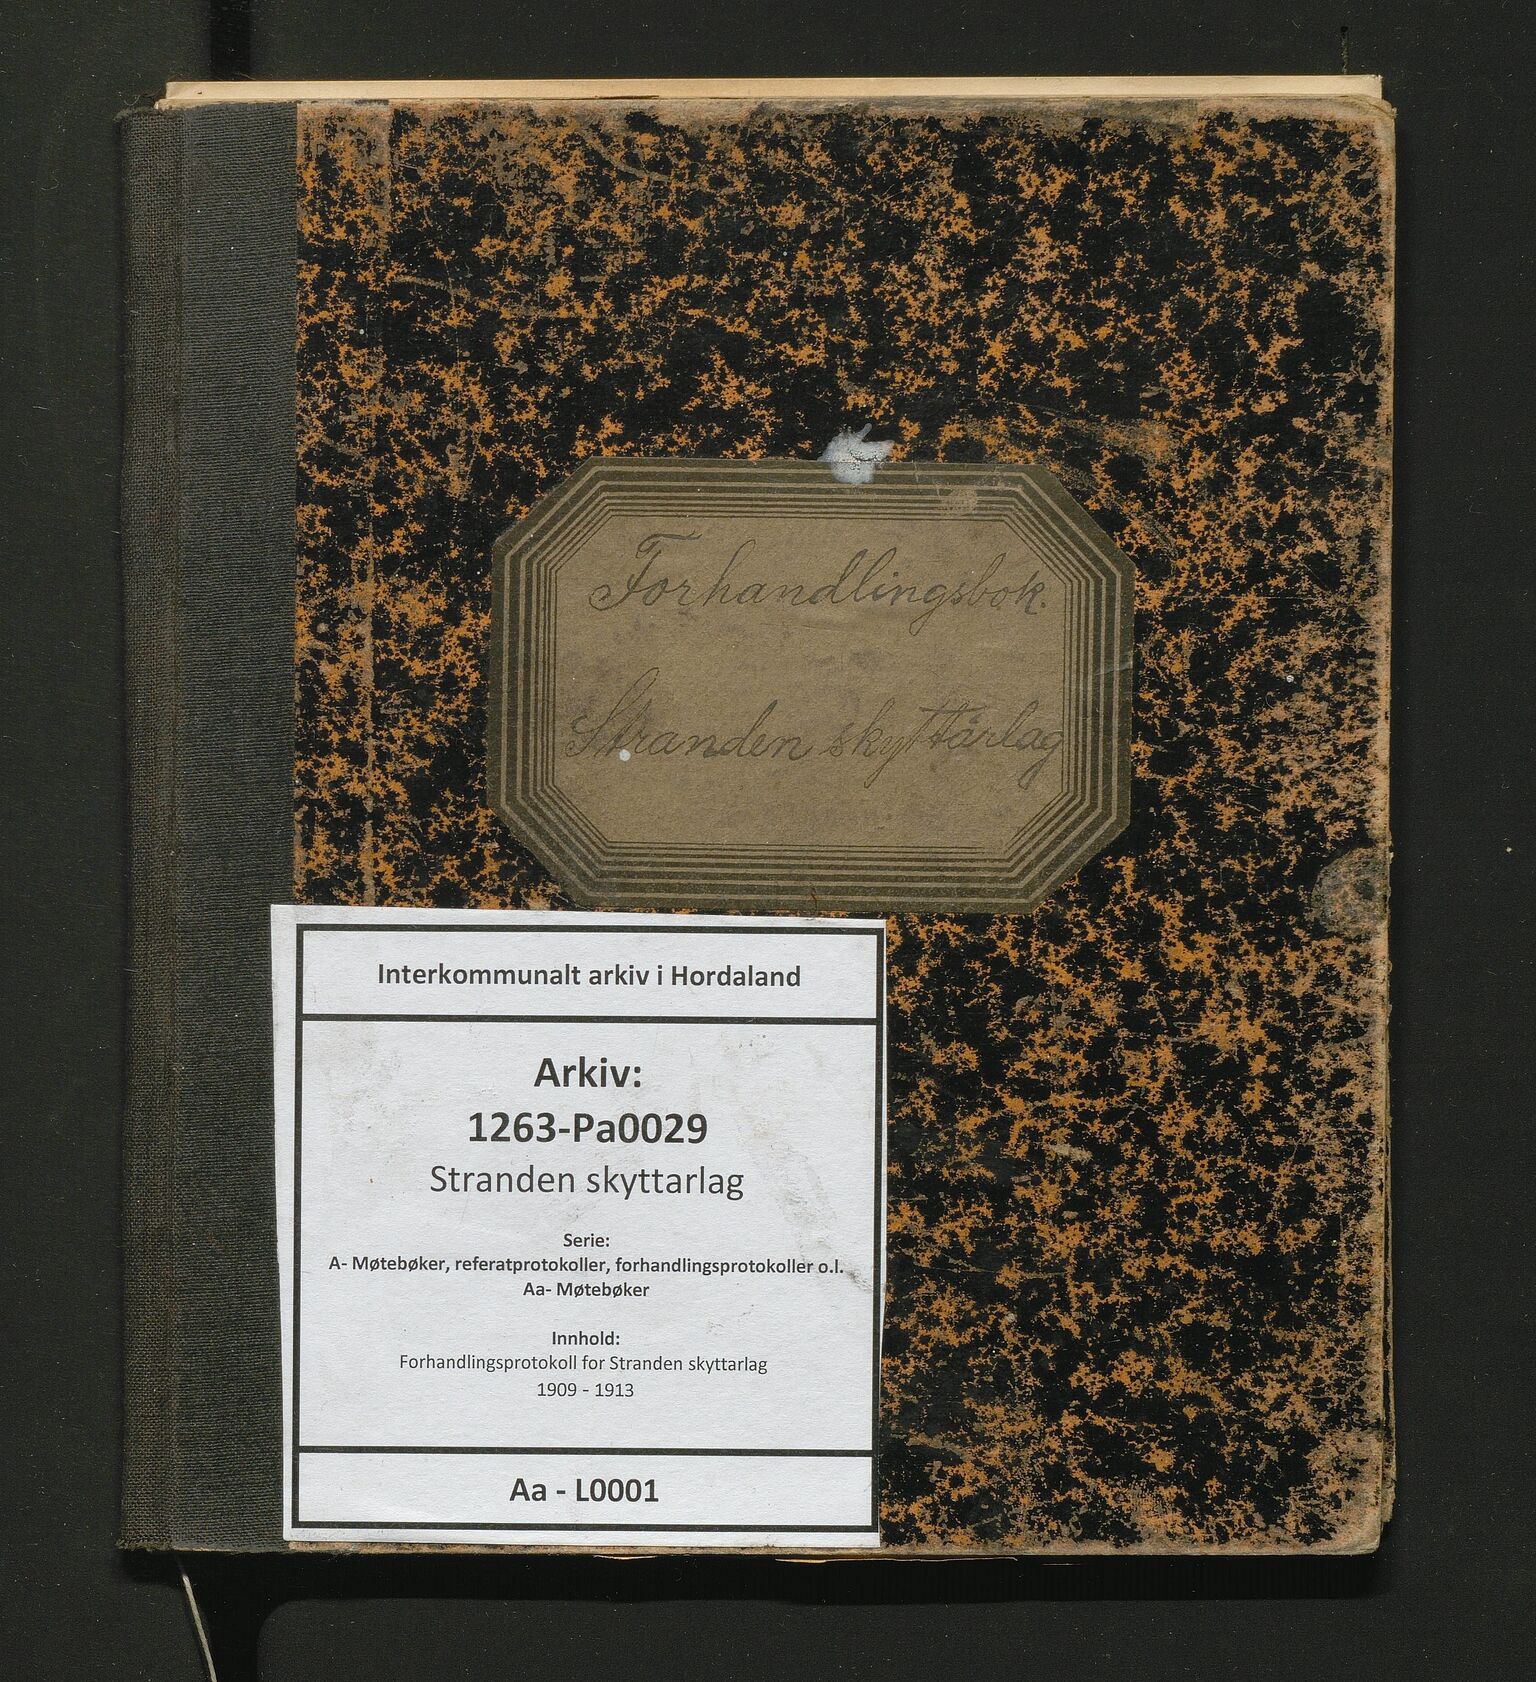 Forhandlingsbok.
Stranden skyttarlag
Interkommunalt arkiv i Hordaland
Arkiv:
1263-Pa0029
Stranden skyttarlag
Serie:
A- Møtebøker, referatprotokoller, forhandlingsprotokoller o.l.
Aa- Møtebøker
Innhold:
Forhandlingsprotokoll for Stranden skyttarlag
1909 - 1913
Aa - L0001